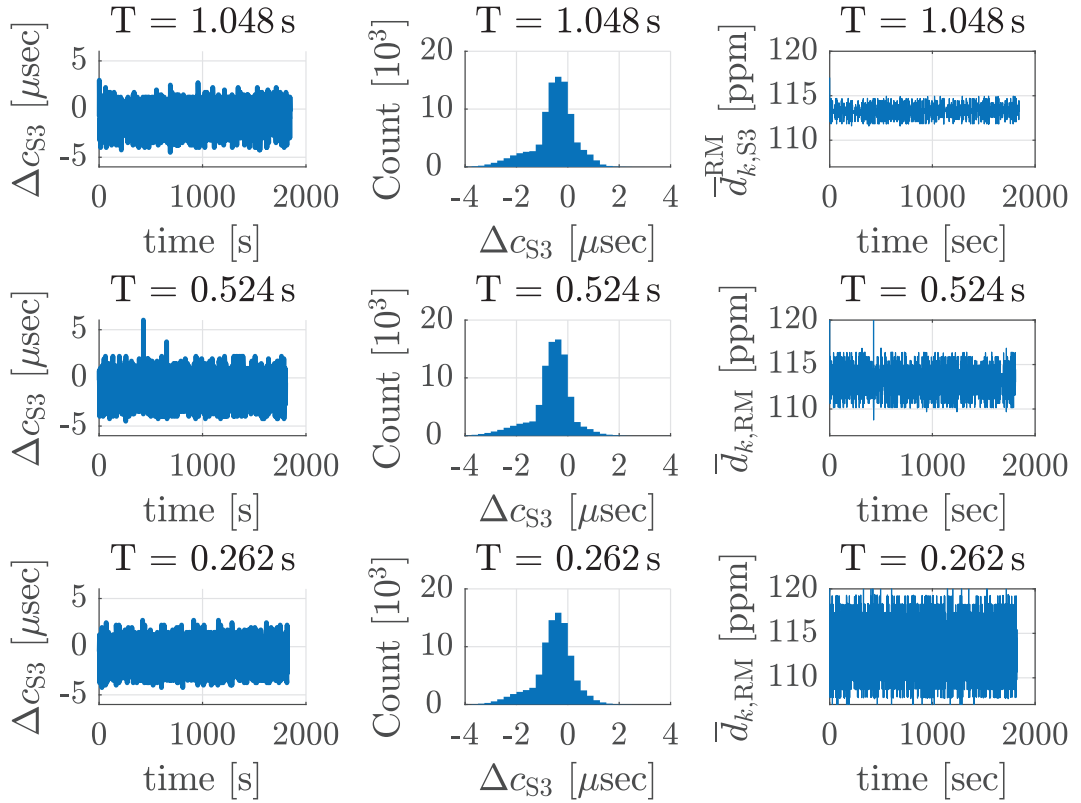 T = 1.048 s
Δc_S3 [μsec]
5
0
-5
0 1000 2000
time [s]
T = 1.048 s
Count [10^3]
20
10
0
-4 -2 0 2 4
Δc_S3 [μsec]
T = 1.048 s
d̅^RM_k,S3 [ppm]
120
115
110
0 1000 2000
time [sec]
T = 0.524 s
Δc_S3 [μsec]
5
0
-5
0 1000 2000
time [s]
T = 0.524 s
Count [10^3]
20
10
0
-4 -2 0 2 4
Δc_S3 [μsec]
T = 0.524 s
d̅_k,RM [ppm]
120
115
110
0 1000 2000
time [sec]
T = 0.262 s
Δc_S3 [μsec]
5
0
-5
0 1000 2000
time [s]
T = 0.262 s
Count [10^3]
20
10
0
-4 -2 0 2 4
Δc_S3 [μsec]
T = 0.262 s
d̅_k,RM [ppm]
120
115
110
0 1000 2000
time [sec]